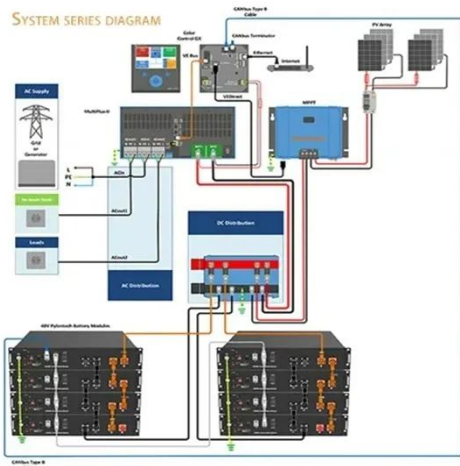 SYSTEM SERIES DIAGRAM
CANbus Type B
Cable
Color
Control GX
CANbus Terminator
PV Array
VE Bus
Ethernet
Internet
AC Supply
VEDirect
MPPT
MultiPlus-II
Grid
or
Generator
L
PE
N
ACin
ACout1
Loads
DC Distribution
ACout2
AC Distribution
48V Pylontech Battery Modules
CANbus Type B